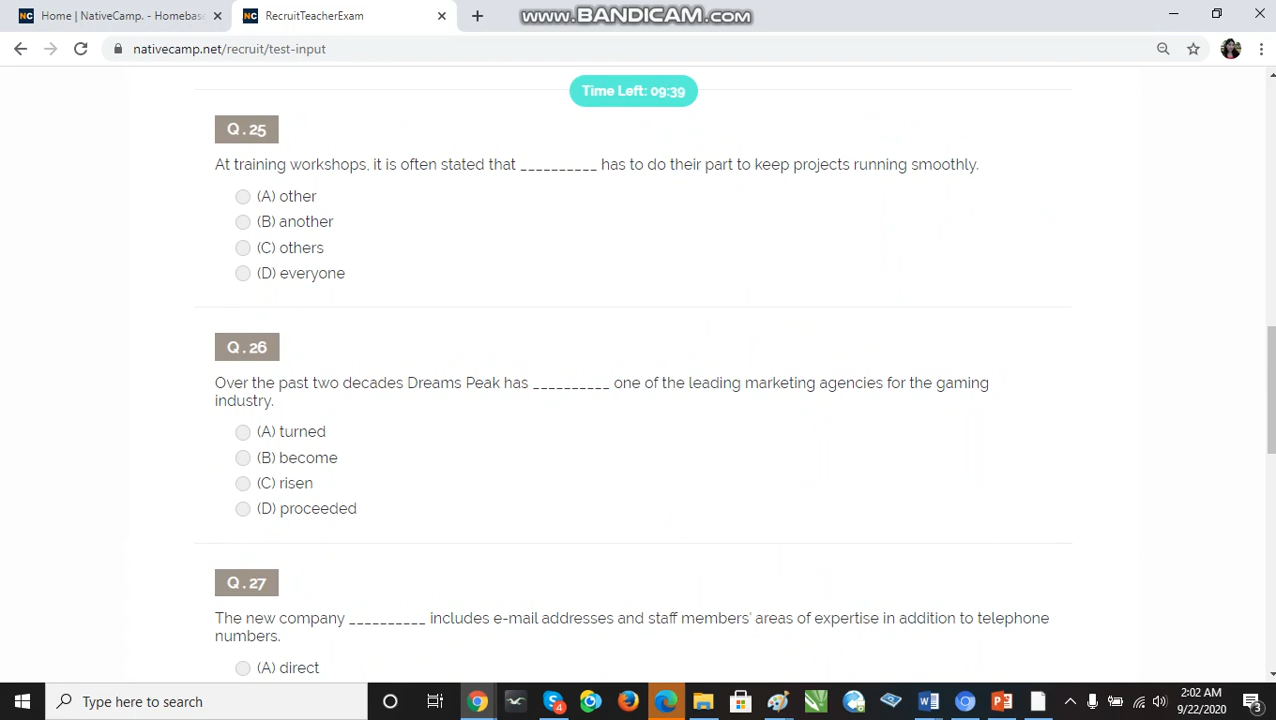 Home | NativeCamp. - Homebase
RecruitTeacherExam
www.BANDICAM.com
nativecamp.net/recruit/test-input
Time Left: 09:39
Q . 25
At training workshops, it is often stated that __________ has to do their part to keep projects running smoothly.
(A) other
(B) another
(C) others
(D) everyone
Q . 26
Over the past two decades Dreams Peak has __________ one of the leading marketing agencies for the gaming
industry.
(A) turned
(B) become
(C) risen
(D) proceeded
Q . 27
The new company __________ includes e-mail addresses and staff members' areas of expertise in addition to telephone
numbers.
(A) direct
Type here to search
2:02 AM
9/22/2020